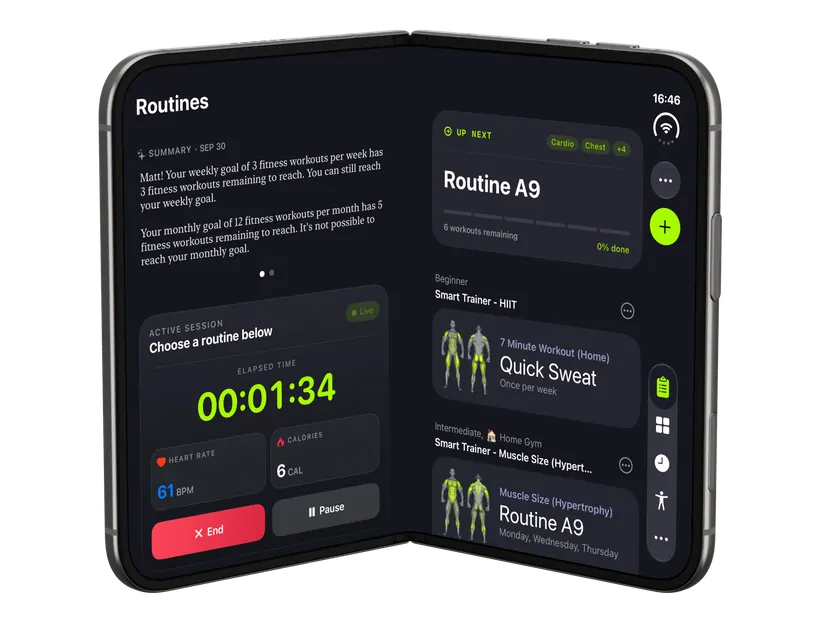 Routines
SUMMARY - SEP 30
Matt! Your weekly goal of 3 fitness workouts per week has
3 fitness workouts remaining to reach. You can still reach
your weekly goal.
Your monthly goal of 12 fitness workouts per month has 5
fitness workouts remaining to reach. It's not possible to
reach your monthly goal.
ACTIVE SESSION
Live
Choose a routine below
ELAPSED TIME
00:01:34
HEART RATE
61 BPM
CALORIES
6 CAL
End
Pause
16:46
UP NEXT
Cardio
Chest
+4
Routine A9
6 workouts remaining
0% done
Beginner
Smart Trainer - HIIT
7 Minute Workout (Home)
Quick Sweat
Once per week
Intermediate, 🏠 Home Gym
Smart Trainer - Muscle Size (Hypert...
Muscle Size (Hypertrophy)
Routine A9
Monday, Wednesday, Thursday